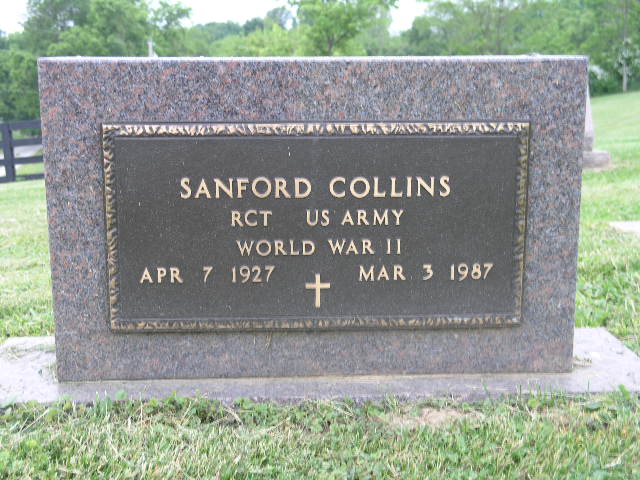 SANFORD COLLINS
RCT US ARMY
WORLD WAR II
APR 7 1927 MAR 3 1987